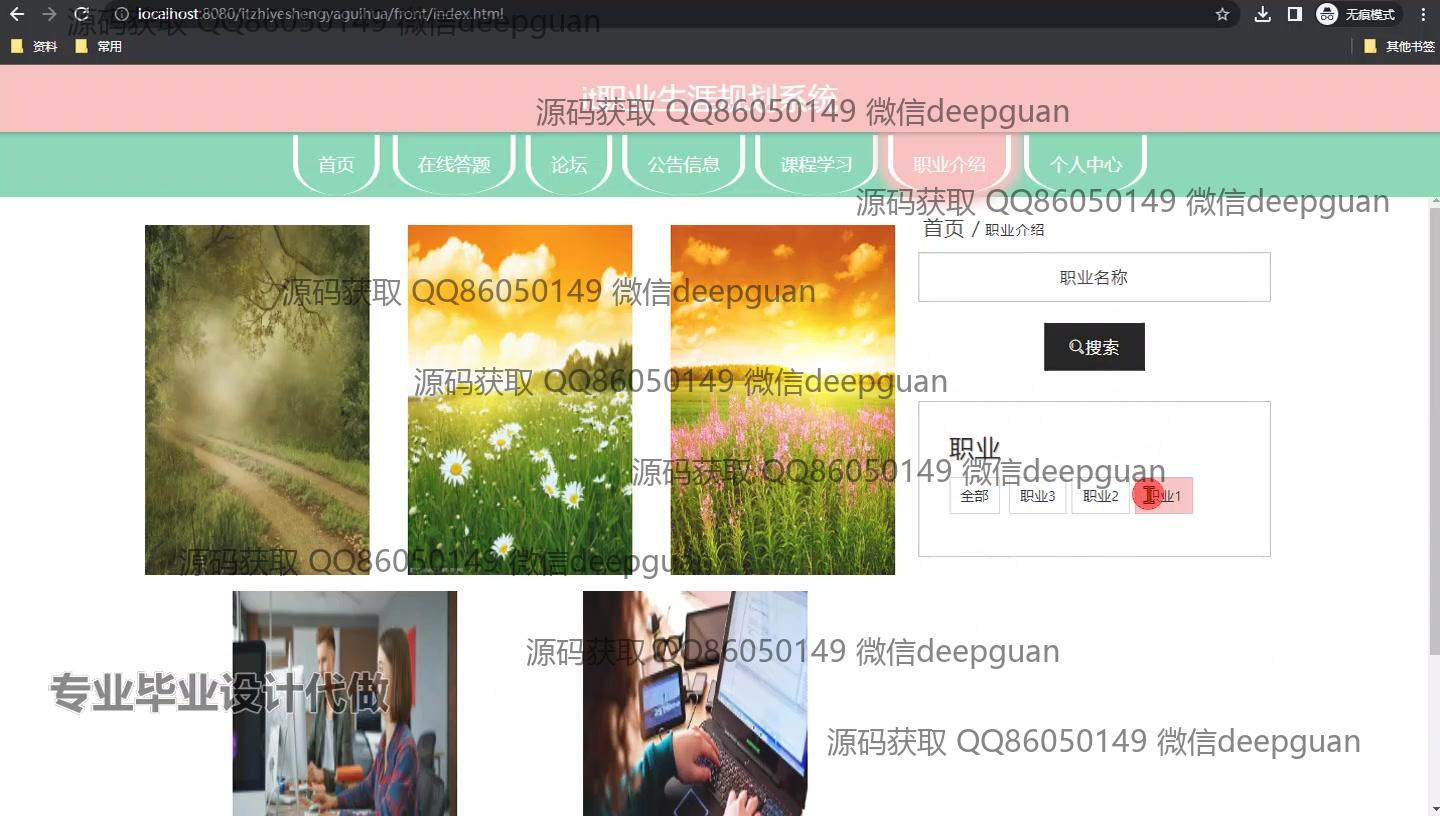 localhost:8080/itzhiyeshengyaguihua/front/index.html
无痕模式
源码获取 QQ86050149 微信deepguan
资料
常用
其他书签
it职业生涯规划系统
源码获取 QQ86050149 微信deepguan
首页
在线答题
论坛
公告信息
课程学习
职业介绍
个人中心
源码获取 QQ86050149 微信deepguan
首页 / 职业介绍
职业名称
源码获取 QQ86050149 微信deepguan
搜索
源码获取 QQ86050149 微信deepguan
职业
源码获取 QQ86050149 微信deepguan
全部
职业3
职业2
职业1
源码获取 QQ86050149 微信deepguan
源码获取 QQ86050149 微信deepguan
专业毕业设计代做
源码获取 QQ86050149 微信deepguan